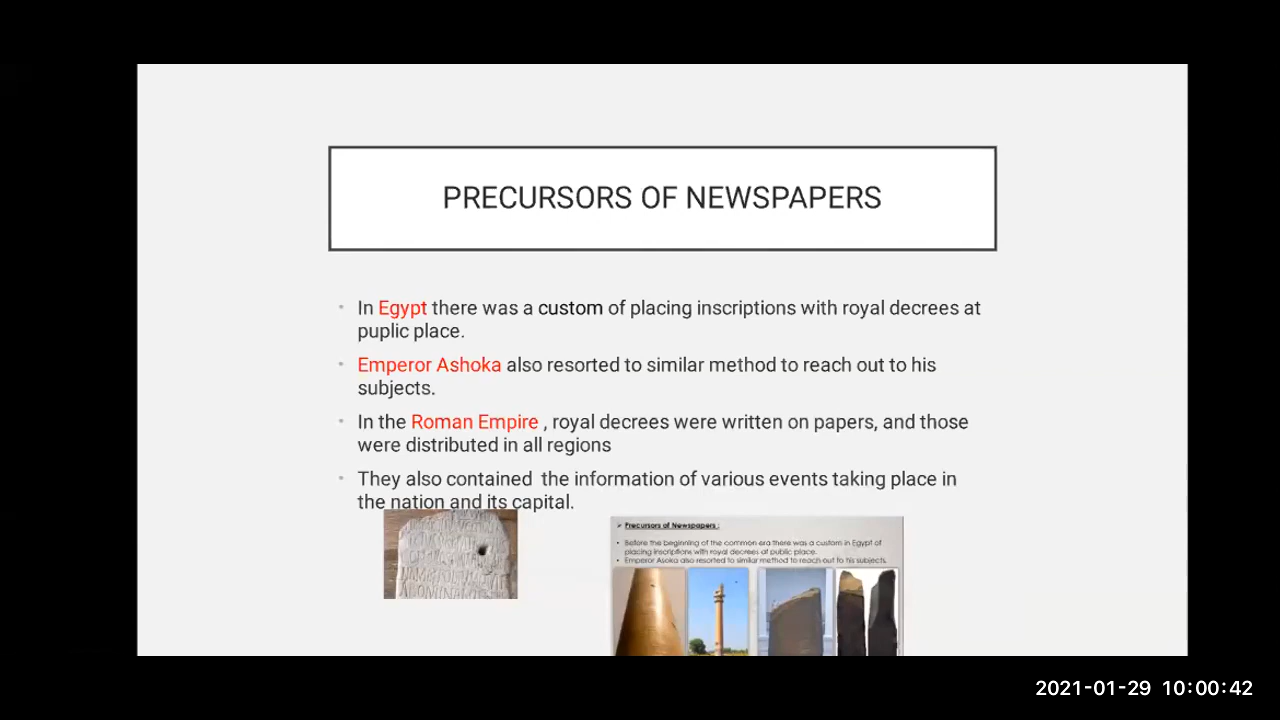 PRECURSORS OF NEWSPAPERS
In Egypt there was a custom of placing inscriptions with royal decrees at
puplic place.
Emperor Ashoka also resorted to similar method to reach out to his
subjects.
In the Roman Empire , royal decrees were written on papers, and those
were distributed in all regions
They also contained the information of various events taking place in
the nation and its capital.
Precursors of Newspapers :
Before the beginning of the common era there was a custom in Egypt of
placing inscriptions with royal decrees at public place.
Emperor Asoka also resorted to similar method to reach out to his subjects.
2021-01-29 10:00:42